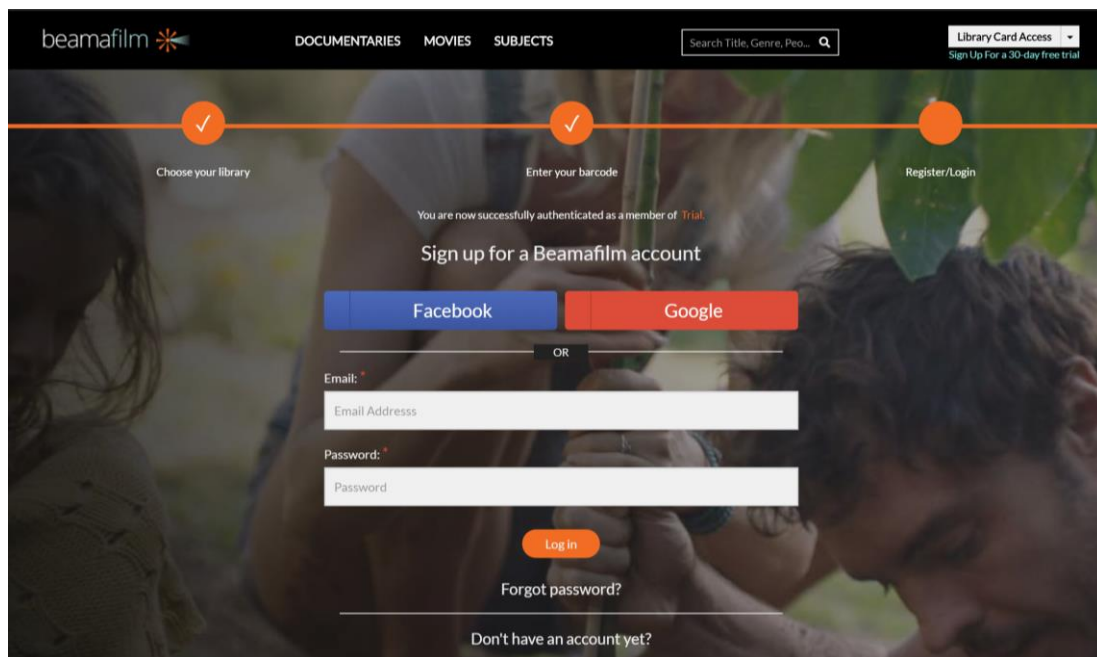 beamafilm
DOCUMENTARIES MOVIES SUBJECTS
Search Title, Genre, Peo...
Library Card Access
Sign Up For a 30-day free trial
Choose your library
Enter your barcode
Register/Login
You are now successfully authenticated as a member of Trial.
Sign up for a Beamafilm account
Facebook
Google
OR
Email: *
Email Addresss
Password: *
Password
Log in
Forgot password?
Don't have an account yet?